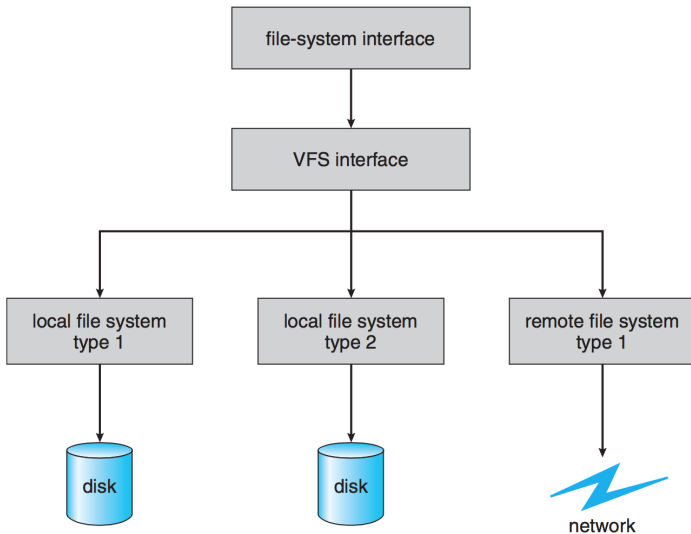 file-system interface
VFS interface
local file system
type 1
local file system
type 2
remote file system
type 1
disk
disk
network